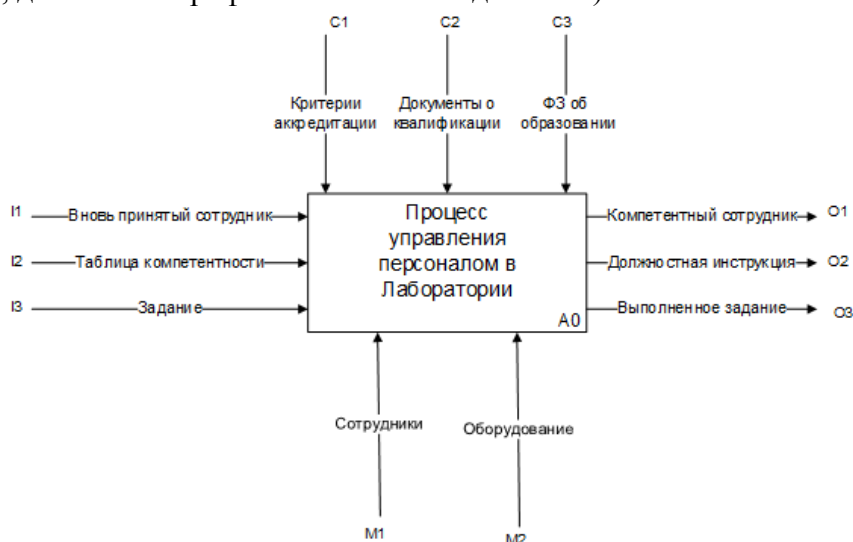 C1 C2 C3
Критерии аккредитации
Документы о квалификации
ФЗ об образовании
I1 Вновь принятый сотрудник
I2 Таблица компетентности
I3 Задание
Процесс
управления
персоналом в
Лаборатории
A0
Компетентный сотрудник O1
Должностная инструкция O2
Выполненное задание O3
Сотрудники
Оборудование
M1 M2